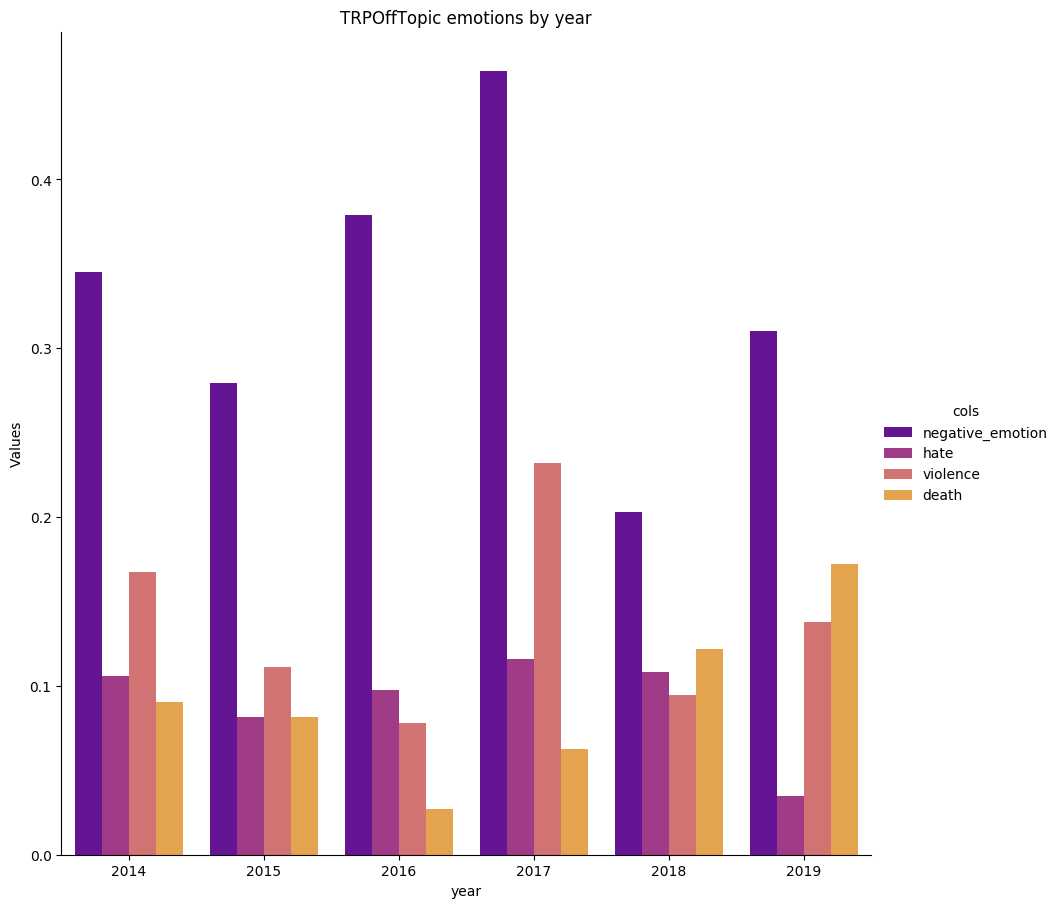 TRPOffTopic emotions by year
Values
0.4
0.3
0.2
0.1
0.0
2014 2015 2016 2017 2018 2019
year
cols
negative_emotion
hate
violence
death